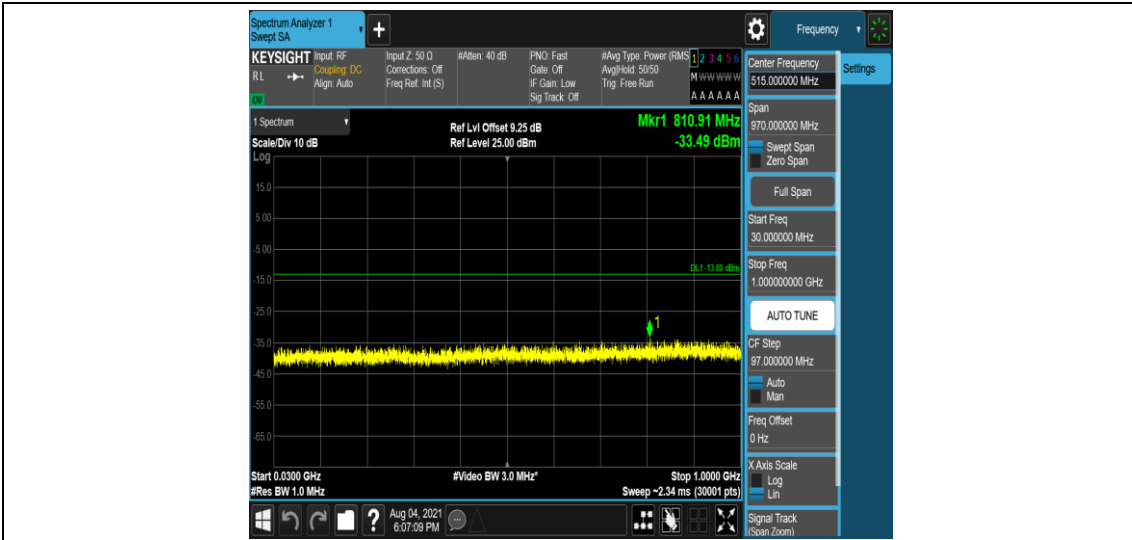 Spectrum Analyzer 1
Swept SA
+
Frequency
KEYSIGHT
RL
LXI
Input: RF
Coupling: DC
Align: Auto
Input Z: 50 Ω
Corrections: Off
Freq Ref: Int (S)
#Atten: 40 dB
PNO: Fast
Gate: Off
IF Gain: Low
Sig Track: Off
#Avg Type: Power (RMS
Avg|Hold: 50/50
Trig: Free Run
1 2 3 4 5 6
M W W W W W
A A A A A A
1 Spectrum
Scale/Div 10 dB
Log
Ref Lvl Offset 9.25 dB
Ref Level 25.00 dBm
Mkr1 810.91 MHz
-33.49 dBm
15.0
5.00
-5.00
DL1 -13.00 dBm
-15.0
-25.0
1
-35.0
-45.0
-55.0
-65.0
Start 0.0300 GHz
#Res BW 1.0 MHz
#Video BW 3.0 MHz*
Stop 1.0000 GHz
Sweep ~2.34 ms (30001 pts)
?
Aug 04, 2021
6:07:09 PM
Center Frequency
515.000000 MHz
Settings
Span
970.000000 MHz
Swept Span
Zero Span
Full Span
Start Freq
30.000000 MHz
Stop Freq
1.000000000 GHz
AUTO TUNE
CF Step
97.000000 MHz
Auto
Man
Freq Offset
0 Hz
X Axis Scale
Log
Lin
Signal Track
(Span Zoom)